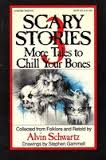 SCARY
STORIES
3
More Tales to
Chill Your Bones
Collected from Folklore and Retold by
Alvin Schwartz
Drawings by Stephen Gammell